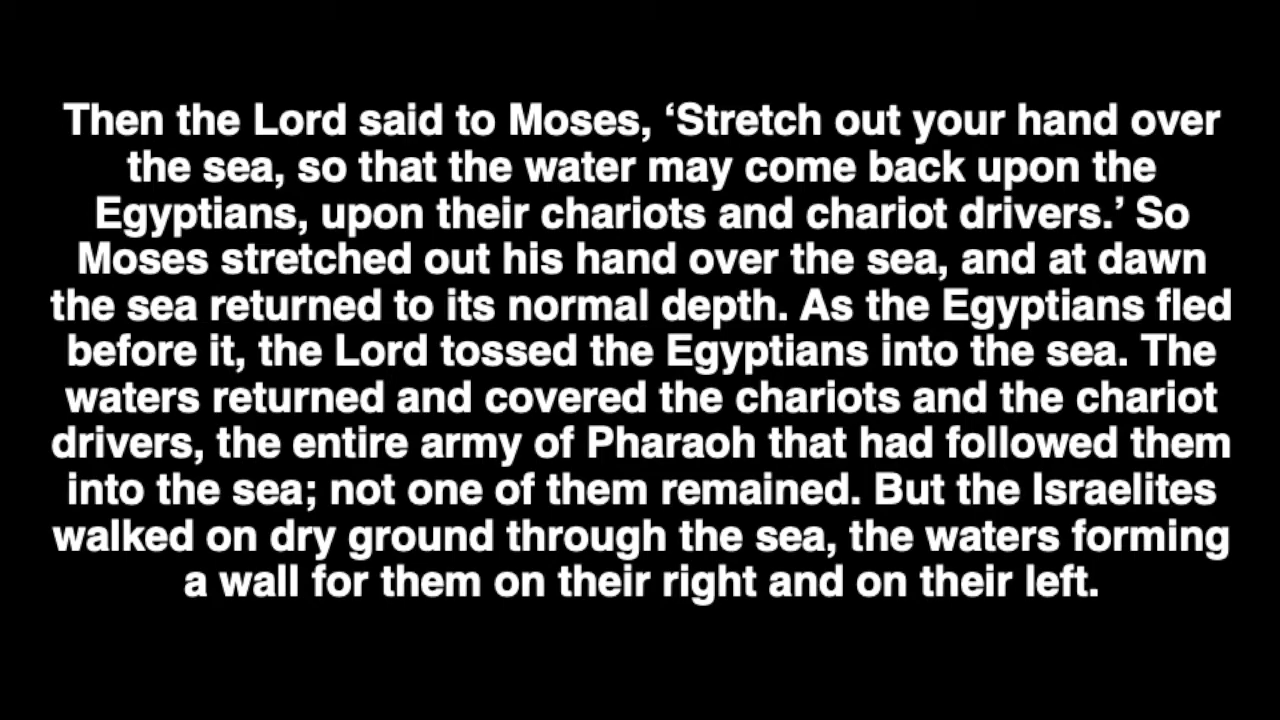 Then the Lord said to Moses, ‘Stretch out your hand over
the sea, so that the water may come back upon the
Egyptians, upon their chariots and chariot drivers.’ So
Moses stretched out his hand over the sea, and at dawn
the sea returned to its normal depth. As the Egyptians fled
before it, the Lord tossed the Egyptians into the sea. The
waters returned and covered the chariots and the chariot
drivers, the entire army of Pharaoh that had followed them
into the sea; not one of them remained. But the Israelites
walked on dry ground through the sea, the waters forming
a wall for them on their right and on their left.